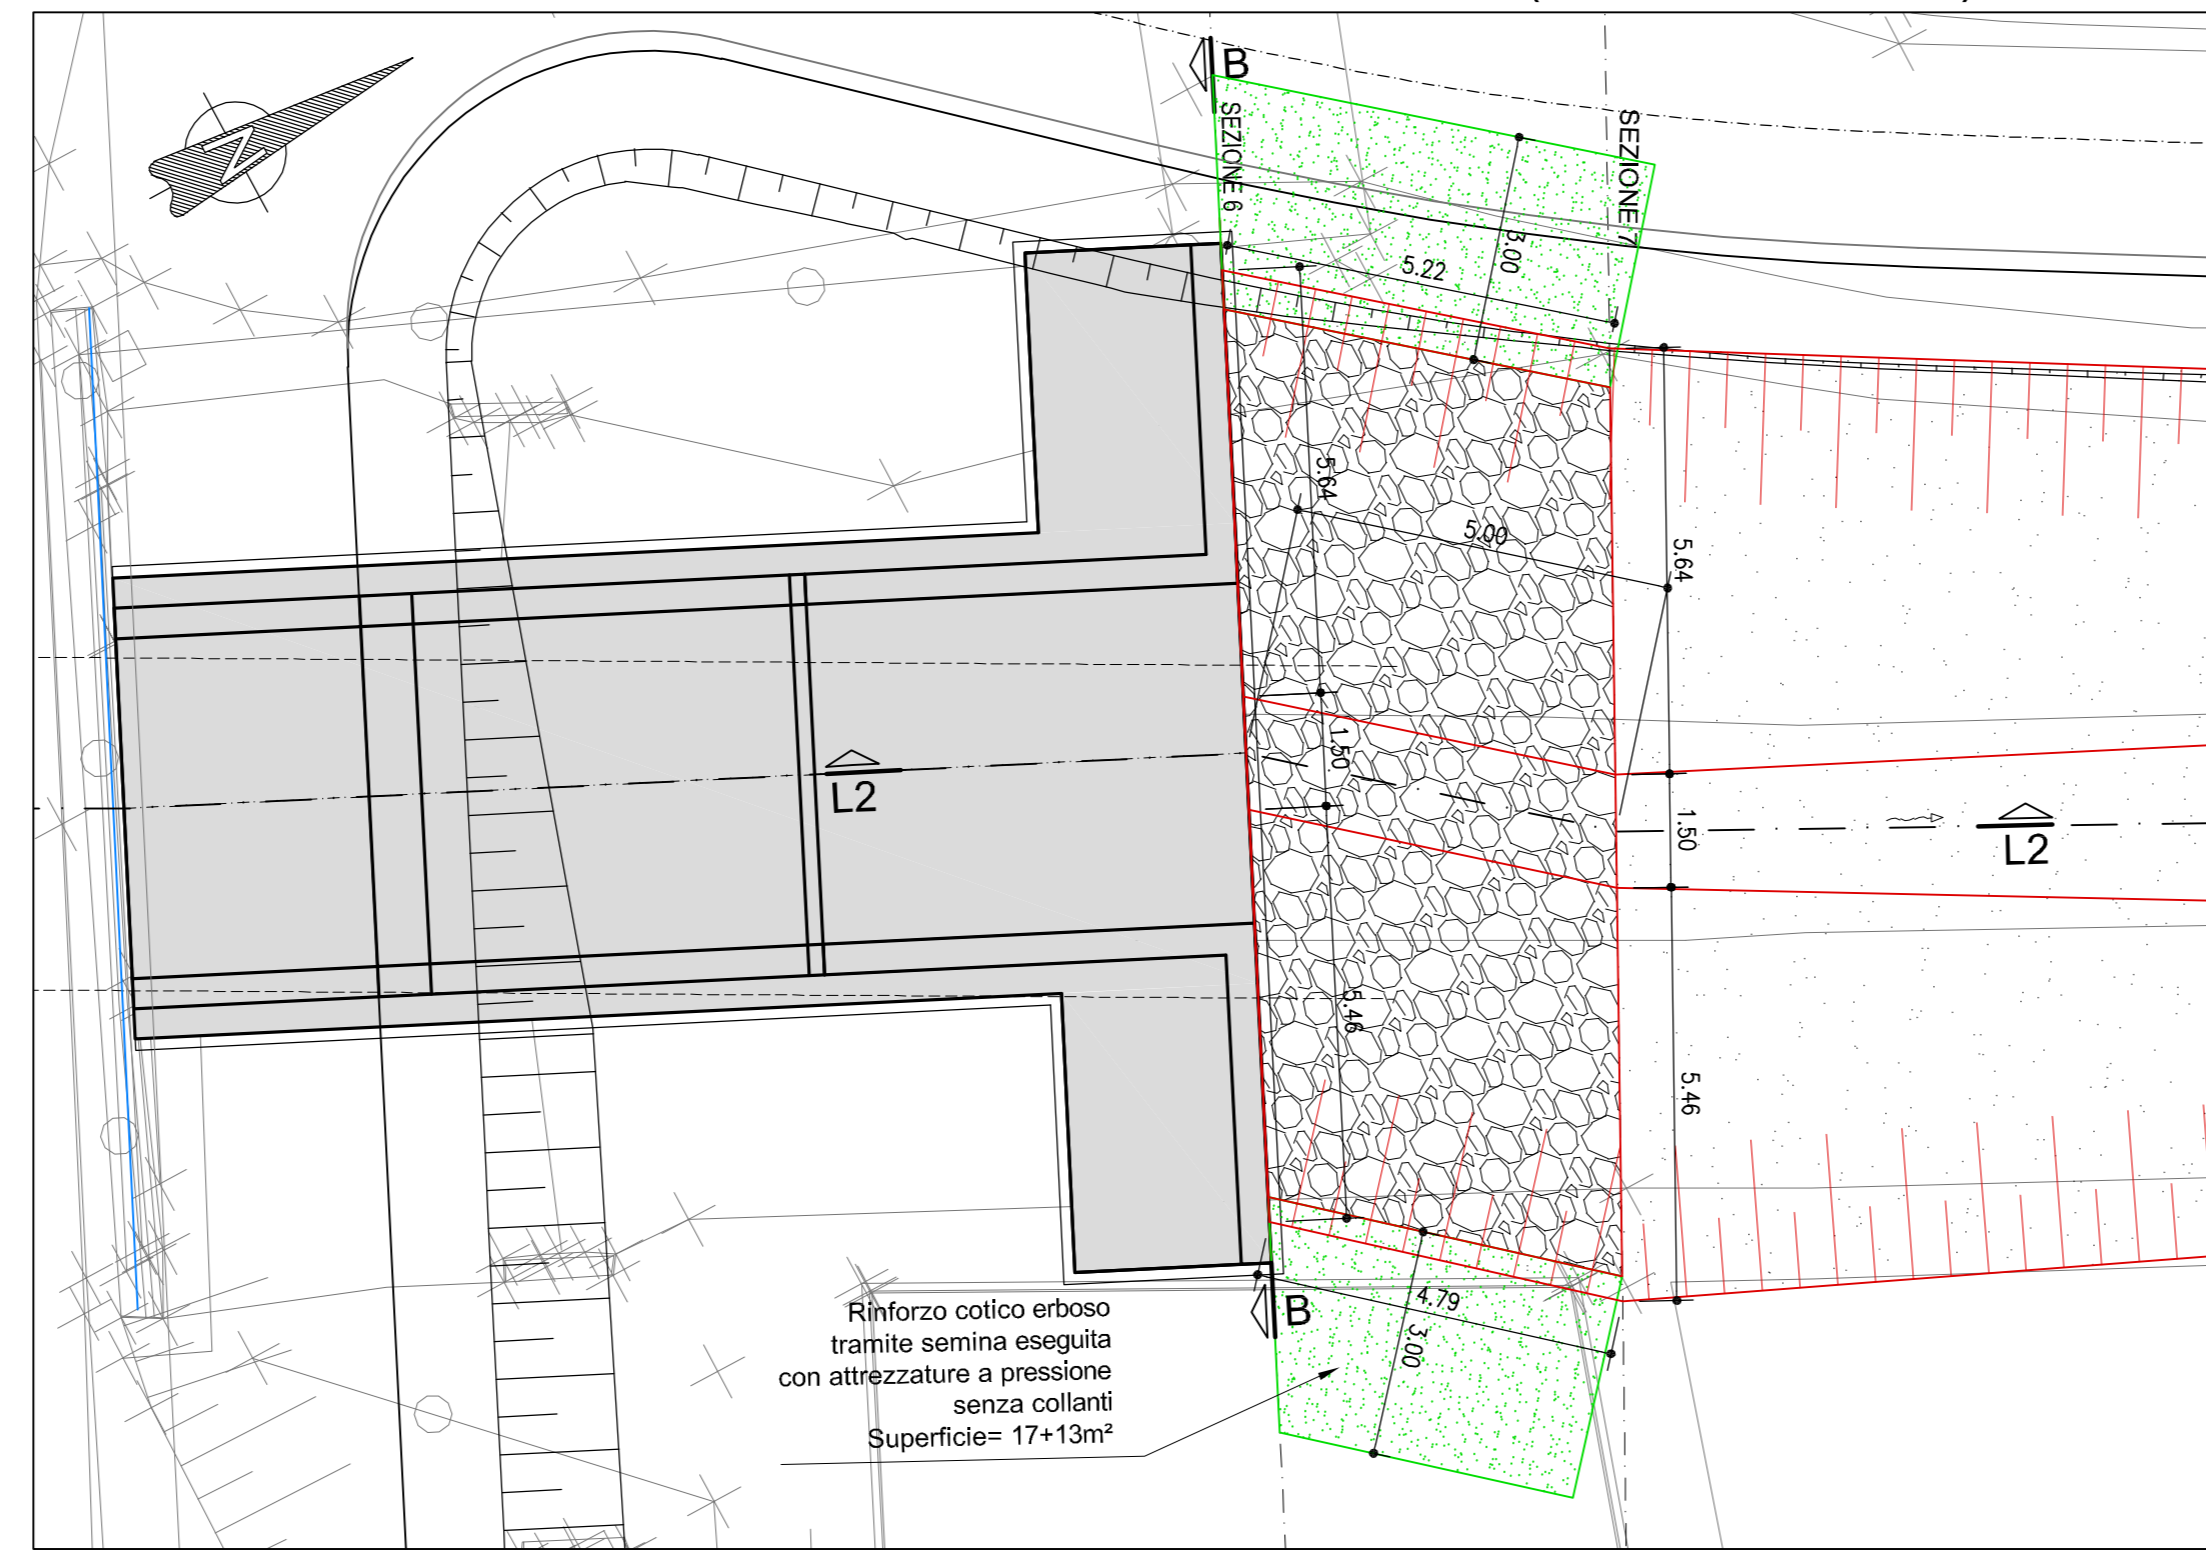 B
SEZIONE 6
SEZIONE 7
N
3.00
5.22
5.64
5.00
5.64
1.50
1.50
L2
L2
5.46
5.46
4.79
3.00
B
Rinforzo cotico erboso
tramite semina eseguita
con attrezzature a pressione
senza collanti
Superficie= 17+13m²